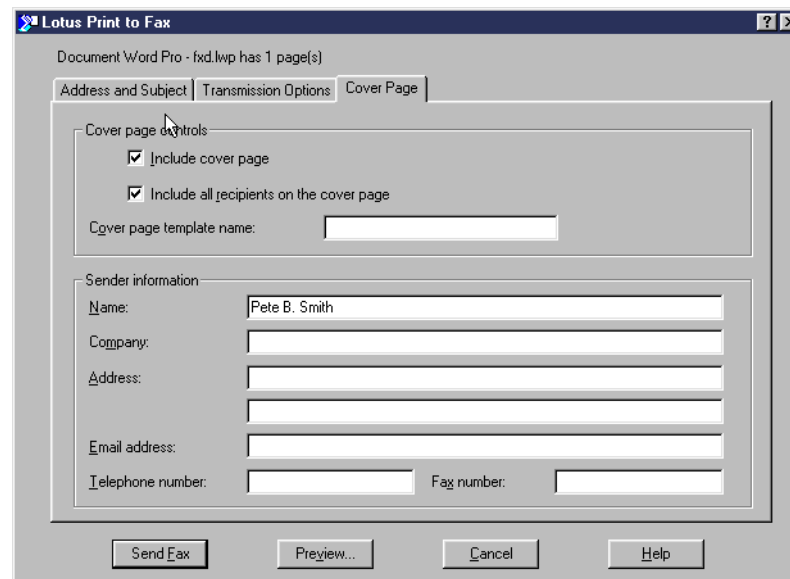 Lotus Print to Fax
Document Word Pro - fxd.lwp has 1 page(s)
Address and Subject Transmission Options Cover Page
Cover page controls
Include cover page
Include all recipients on the cover page
Cover page template name:
Sender information
Name: Pete B. Smith
Company:
Address:
Email address:
Telephone number: Fax number:
Send Fax Preview... Cancel Help